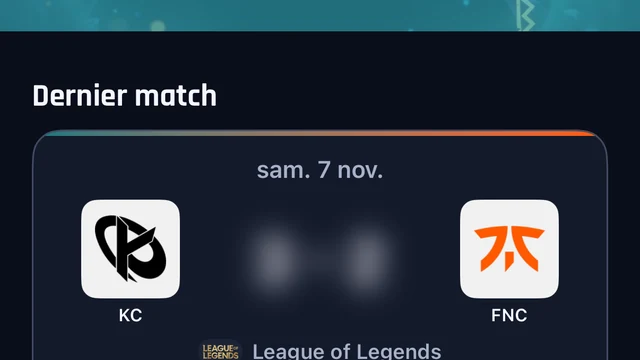 Dernier match
sam. 7 nov.
KC
FNC
LEAGUE OF LEGENDS
League of Legends